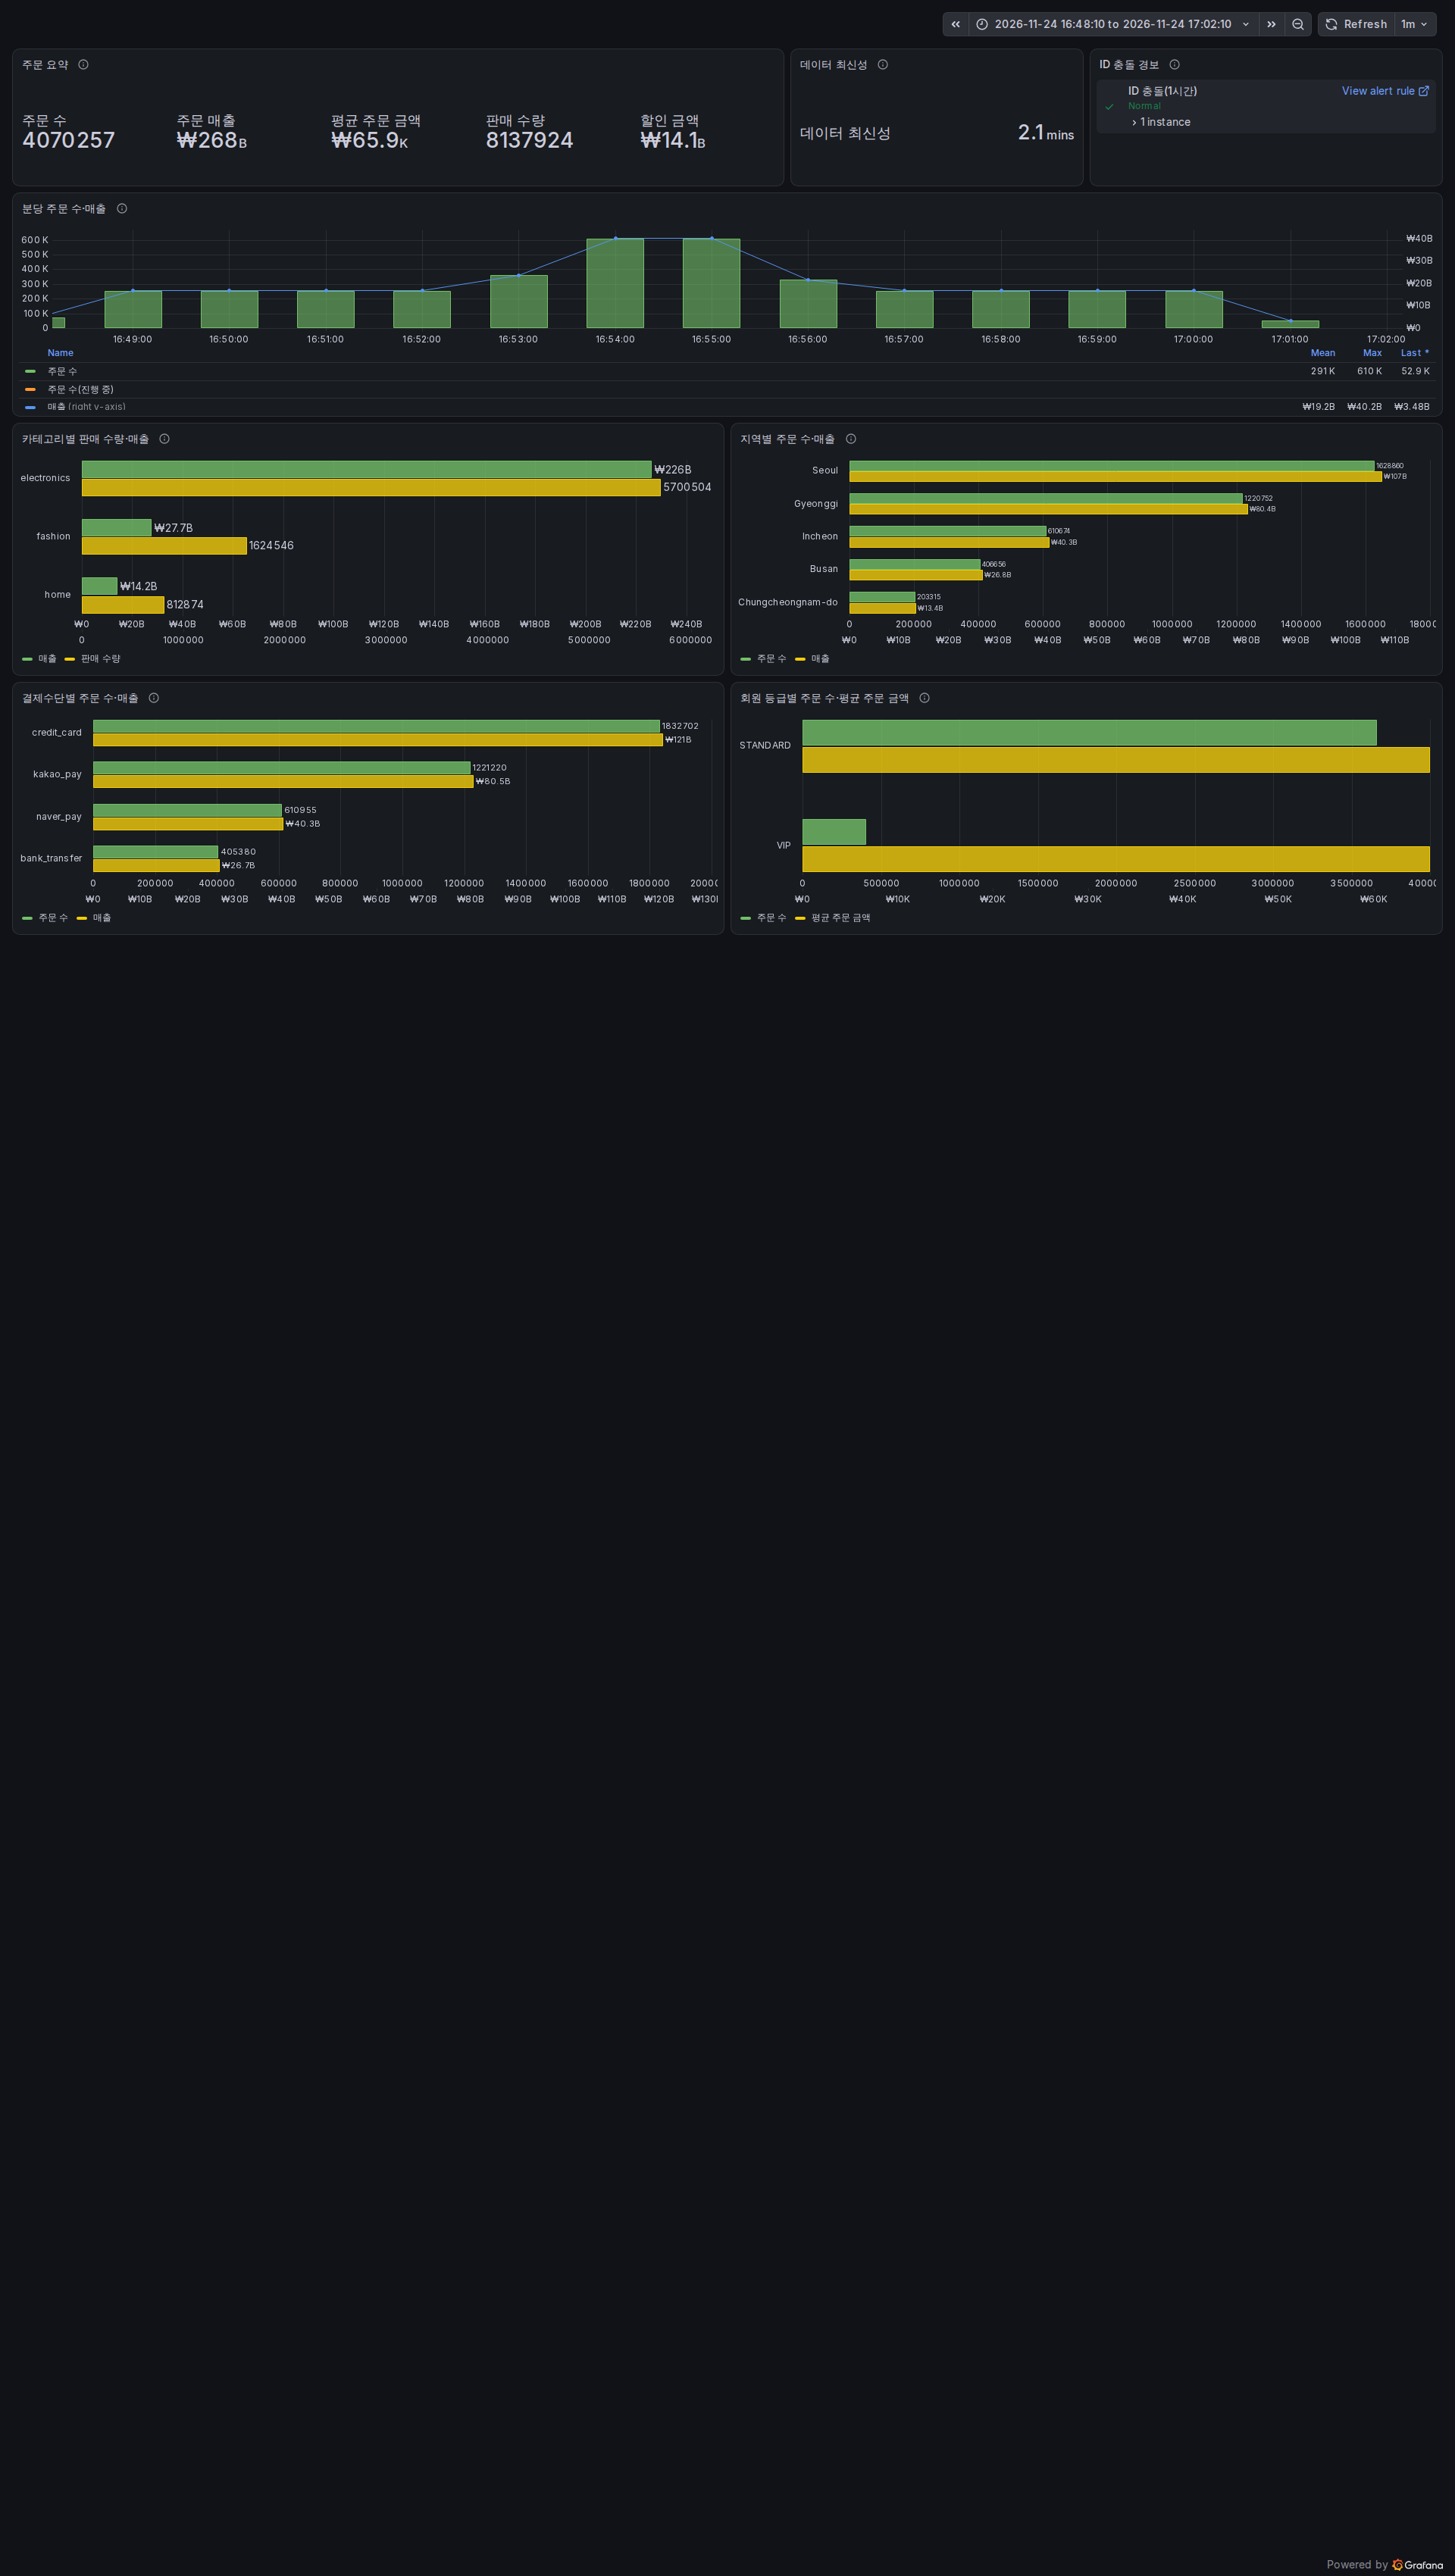 2026-11-24 16:48:10 to 2026-11-24 17:02:10
Refresh
1m
주문 요약
주문 수
4070257
주문 매출
₩268B
평균 주문 금액
₩65.9K
판매 수량
8137924
할인 금액
₩14.1B
데이터 최신성
데이터 최신성
2.1 mins
ID 충돌 경보
ID 충돌(1시간)
View alert rule
Normal
1 instance
분당 주문 수·매출
600 K
500 K
400 K
300 K
200 K
100 K
0
₩40B
₩30B
₩20B
₩10B
₩0
16:49:00 16:50:00 16:51:00 16:52:00 16:53:00 16:54:00 16:55:00 16:56:00 16:57:00 16:58:00 16:59:00 17:00:00 17:01:00 17:02:00
Name Mean Max Last *
주문 수 291 K 610 K 52.9 K
주문 수(진행 중)
매출 (right y-axis) ₩19.2B ₩40.2B ₩3.48B
카테고리별 판매 수량·매출
electronics
₩226B
5700504
fashion
₩27.7B
1624546
home
₩14.2B
812874
₩0 ₩20B ₩40B ₩60B ₩80B ₩100B ₩120B ₩140B ₩160B ₩180B ₩200B ₩220B ₩240B
0 1000000 2000000 3000000 4000000 5000000 6000000
매출 판매 수량
지역별 주문 수·매출
Seoul
1628860
₩107B
Gyeonggi
1220752
₩80.4B
Incheon
610674
₩40.3B
Busan
406656
₩26.8B
Chungcheongnam-do
203315
₩13.4B
0 200000 400000 600000 800000 1000000 1200000 1400000 1600000 1800
₩0 ₩10B ₩20B ₩30B ₩40B ₩50B ₩60B ₩70B ₩80B ₩90B ₩100B ₩110B
주문 수 매출
결제수단별 주문 수·매출
credit_card
1832702
₩121B
kakao_pay
1221220
₩80.5B
naver_pay
610955
₩40.3B
bank_transfer
405380
₩26.7B
0 200000 400000 600000 800000 1000000 1200000 1400000 1600000 1800000 2000
₩0 ₩10B ₩20B ₩30B ₩40B ₩50B ₩60B ₩70B ₩80B ₩90B ₩100B ₩110B ₩120B ₩130
주문 수 매출
회원 등급별 주문 수·평균 주문 금액
STANDARD
VIP
0 500000 1000000 1500000 2000000 2500000 3000000 3500000 4000
₩0 ₩10K ₩20K ₩30K ₩40K ₩50K ₩60K
주문 수 평균 주문 금액
Powered by Grafana